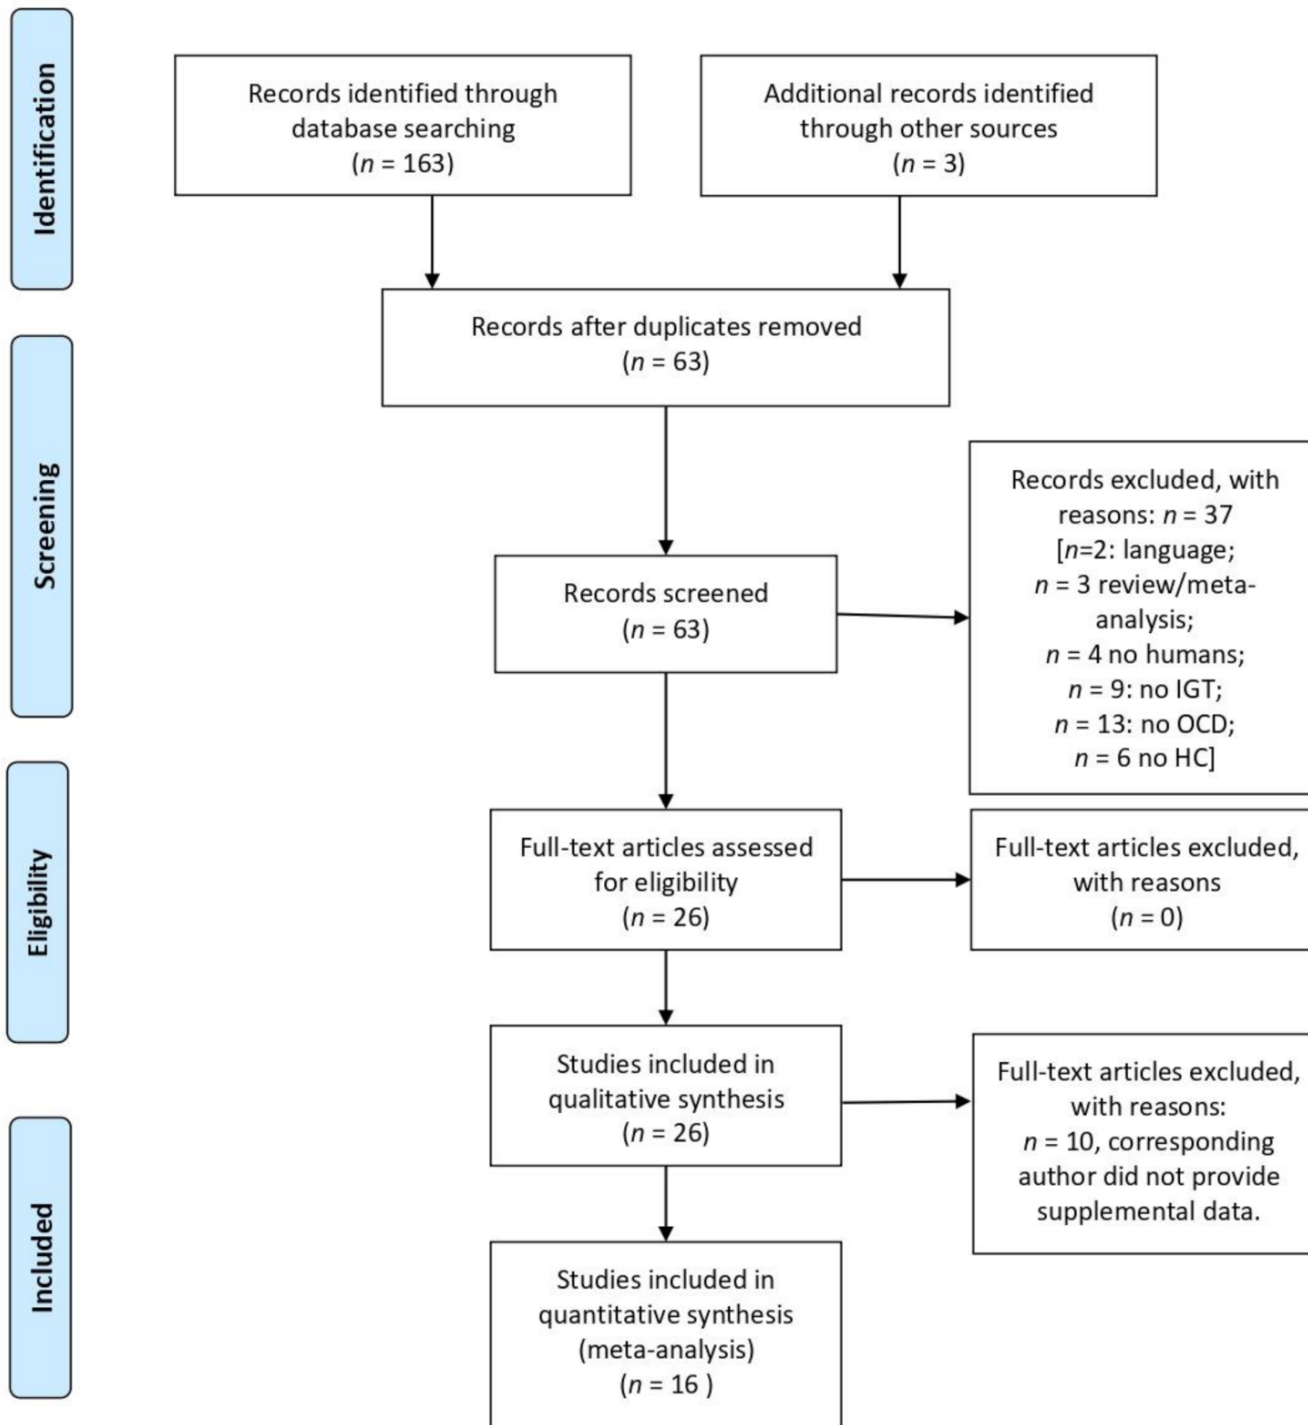 Identification
Records identified through
database searching
(n = 163)
Additional records identified
through other sources
(n = 3)
Records after duplicates removed
(n = 63)
Screening
Records screened
(n = 63)
Records excluded, with
reasons: n = 37
[n=2: language;
n = 3 review/meta-
analysis;
n = 4 no humans;
n = 9: no IGT;
n = 13: no OCD;
n = 6 no HC]
Eligibility
Full-text articles assessed
for eligibility
(n = 26)
Full-text articles excluded,
with reasons
(n = 0)
Studies included in
qualitative synthesis
(n = 26)
Full-text articles excluded,
with reasons:
n = 10, corresponding
author did not provide
supplemental data.
Included
Studies included in
quantitative synthesis
(meta-analysis)
(n = 16 )